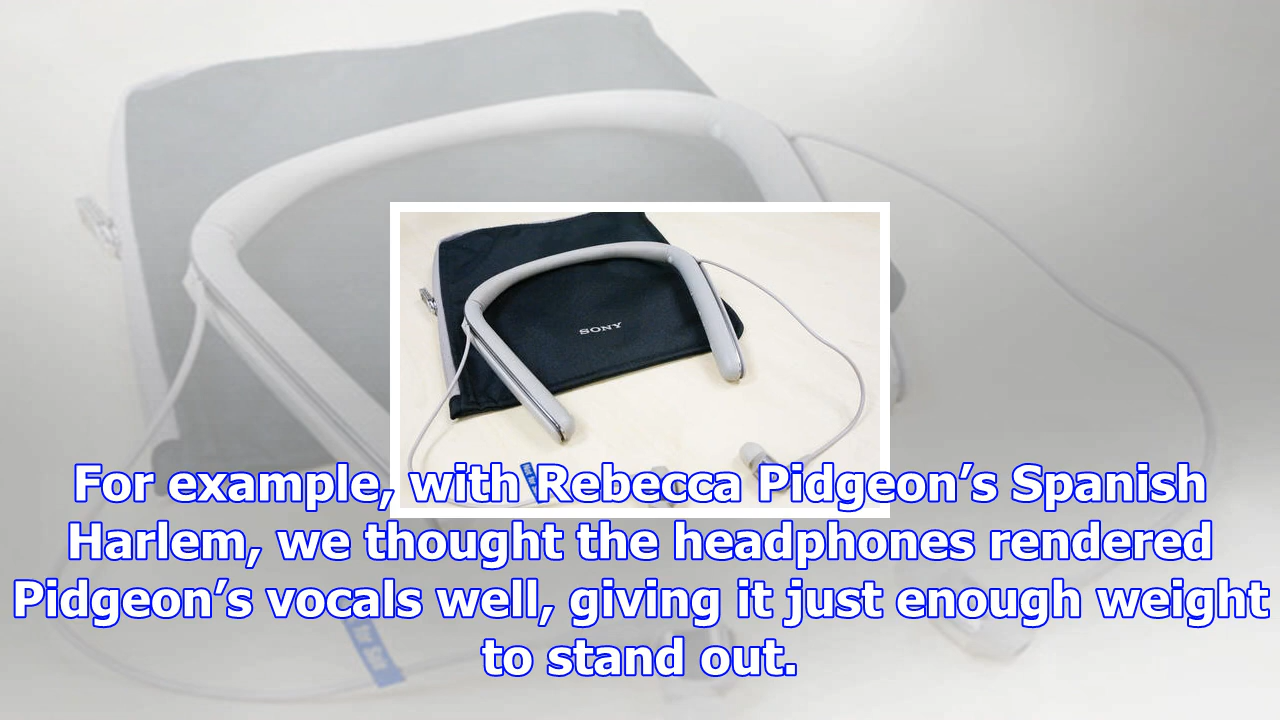 SONY
For example, with Rebecca Pidgeon’s Spanish
Harlem, we thought the headphones rendered
Pidgeon’s vocals well, giving it just enough weight
to stand out.